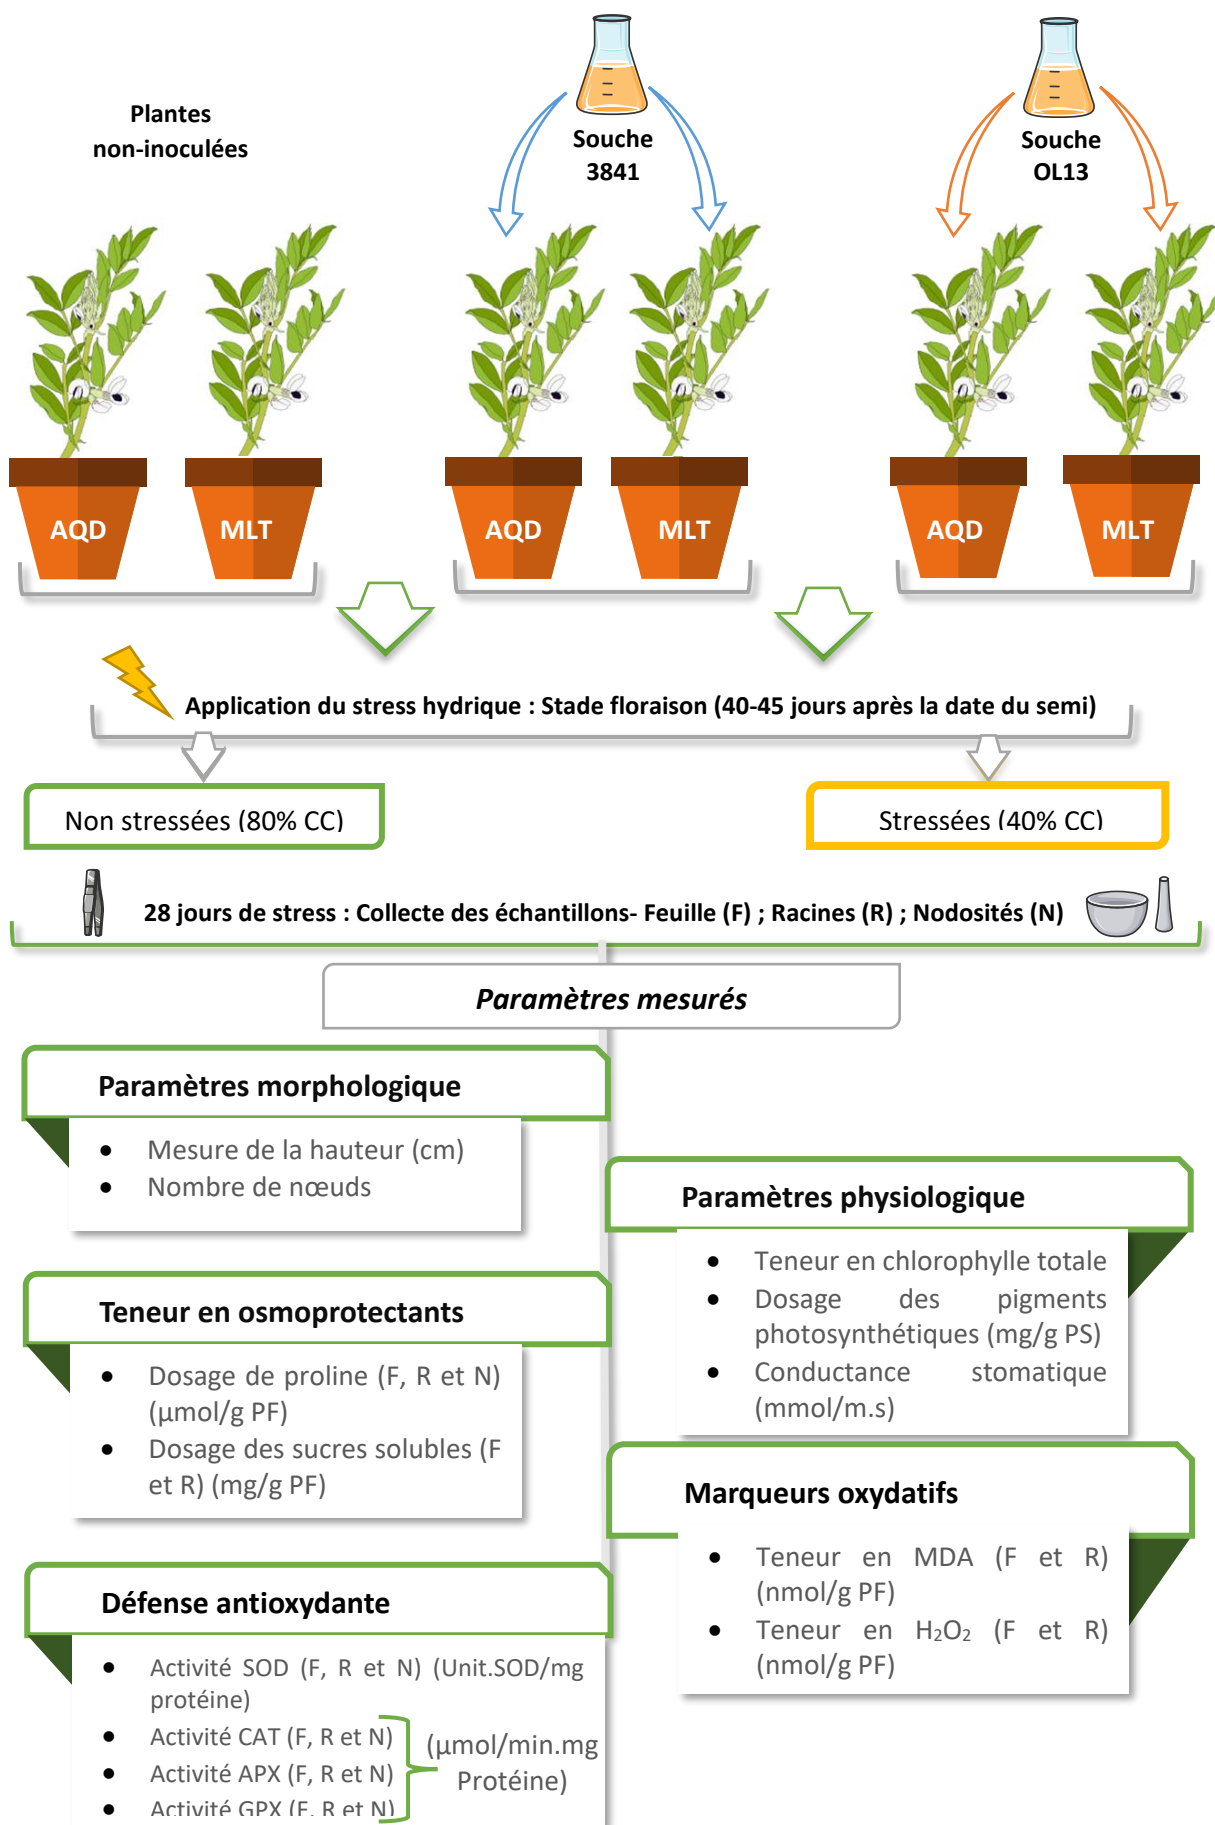 Plantes
non-inoculées
Souche
3841
Souche
OL13
AQD
MLT
AQD
MLT
AQD
MLT
Application du stress hydrique : Stade floraison (40-45 jours après la date du semi)
Non stressées (80% CC)
Stressées (40% CC)
28 jours de stress : Collecte des échantillons- Feuille (F) ; Racines (R) ; Nodosités (N)
Paramètres mesurés
Paramètres morphologique
• Mesure de la hauteur (cm)
• Nombre de nœuds
Paramètres physiologique
• Teneur en chlorophylle totale
• Dosage des pigments
photosynthétiques (mg/g PS)
• Conductance stomatique
(mmol/m.s)
Teneur en osmoprotectants
• Dosage de proline (F, R et N)
(µmol/g PF)
• Dosage des sucres solubles (F
et R) (mg/g PF)
Marqueurs oxydatifs
• Teneur en MDA (F et R)
(nmol/g PF)
• Teneur en H₂O₂ (F et R)
(nmol/g PF)
Défense antioxydante
• Activité SOD (F, R et N) (Unit.SOD/mg
protéine)
• Activité CAT (F, R et N)
• Activité APX (F, R et N)
• Activité GPX (F, R et N)
(µmol/min.mg
Protéine)